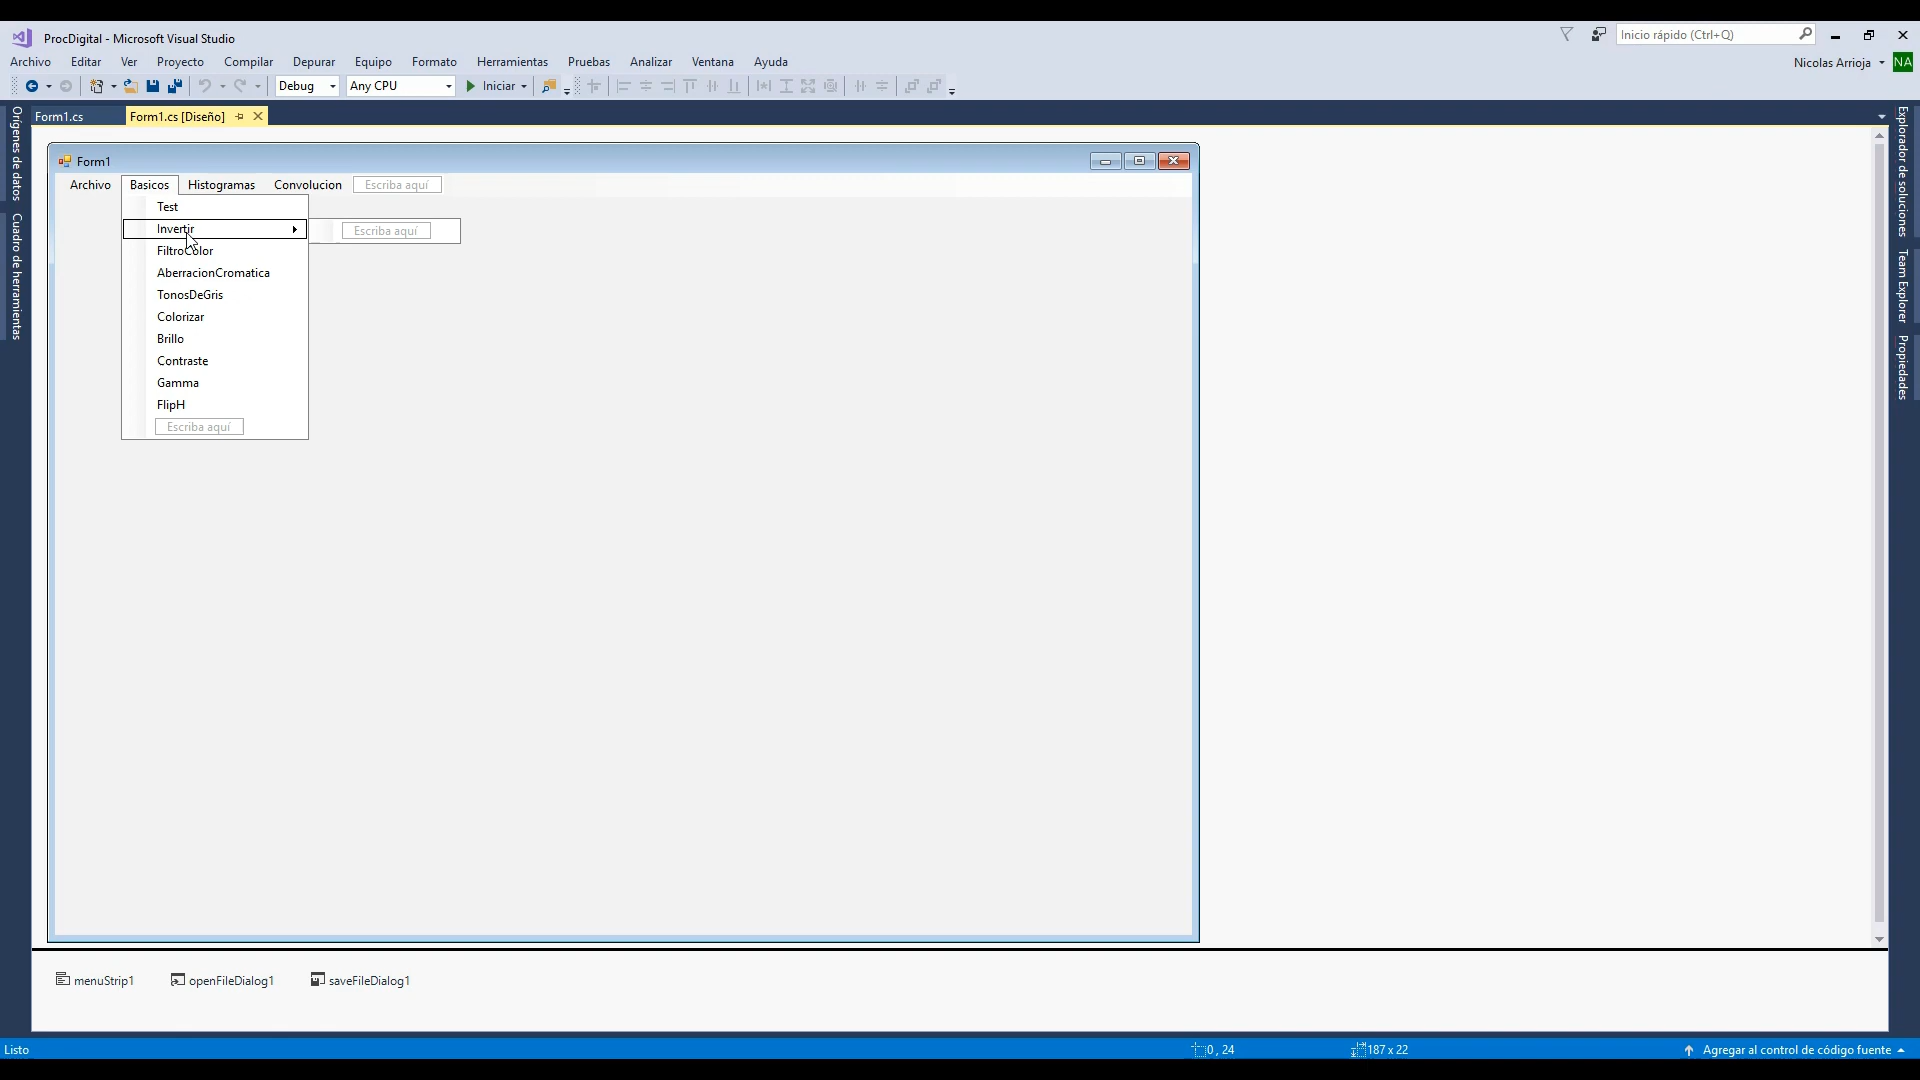 ProcDigital - Microsoft Visual Studio
Inicio rápido (Ctrl+Q)
Archivo Editar Ver Proyecto Compilar Depurar Equipo Formato Herramientas Pruebas Analizar Ventana Ayuda
Nicolas Arrioja NA
Debug Any CPU Iniciar
Form1.cs Form1.cs [Diseño]
Orígenes de datos
Cuadro de herramientas
Form1
Archivo Basicos Histogramas Convolucion Escriba aquí
Test
Invertir
Escriba aquí
FiltroColor
AberracionCromatica
TonosDeGris
Colorizar
Brillo
Contraste
Gamma
FlipH
Escriba aquí
Explorador de soluciones
Team Explorer
Propiedades
menuStrip1 openFileDialog1 saveFileDialog1
Listo 0 , 24 187 x 22 Agregar al control de código fuente